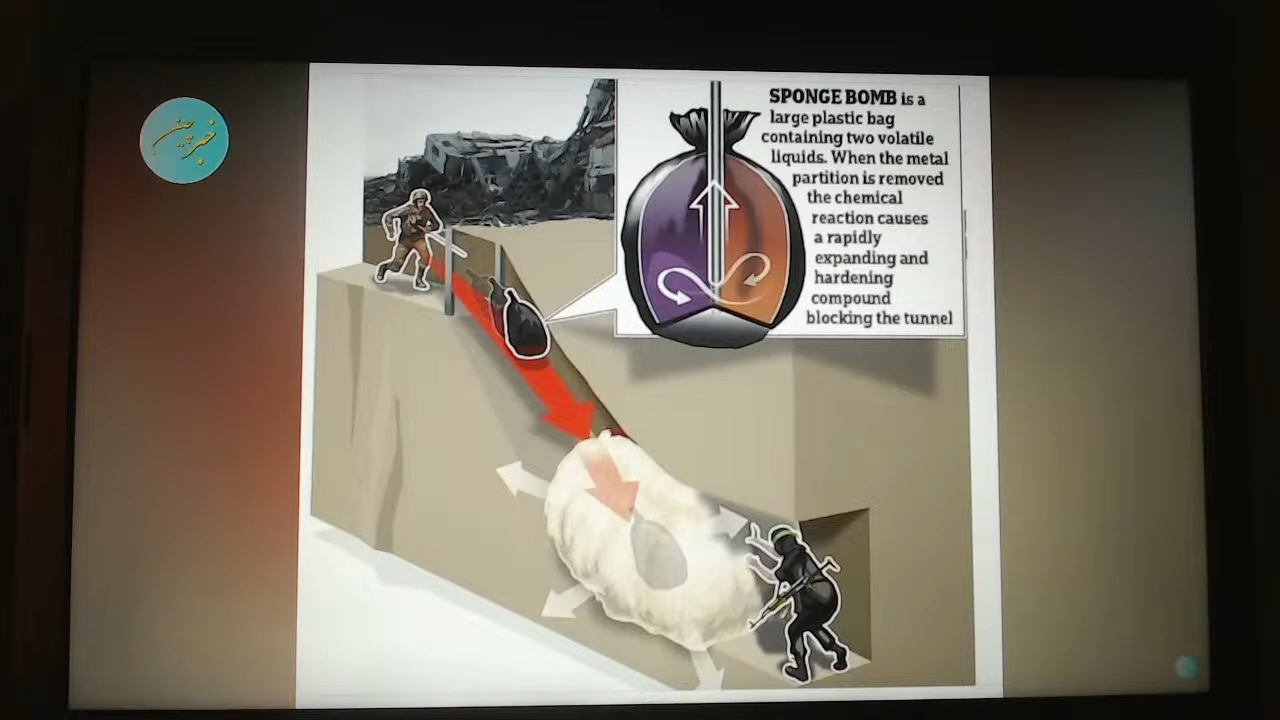 خبرچین
SPONGE BOMB is a
large plastic bag
containing two volatile
liquids. When the metal
partition is removed
the chemical
reaction causes
a rapidly
expanding and
hardening
compound
blocking the tunnel